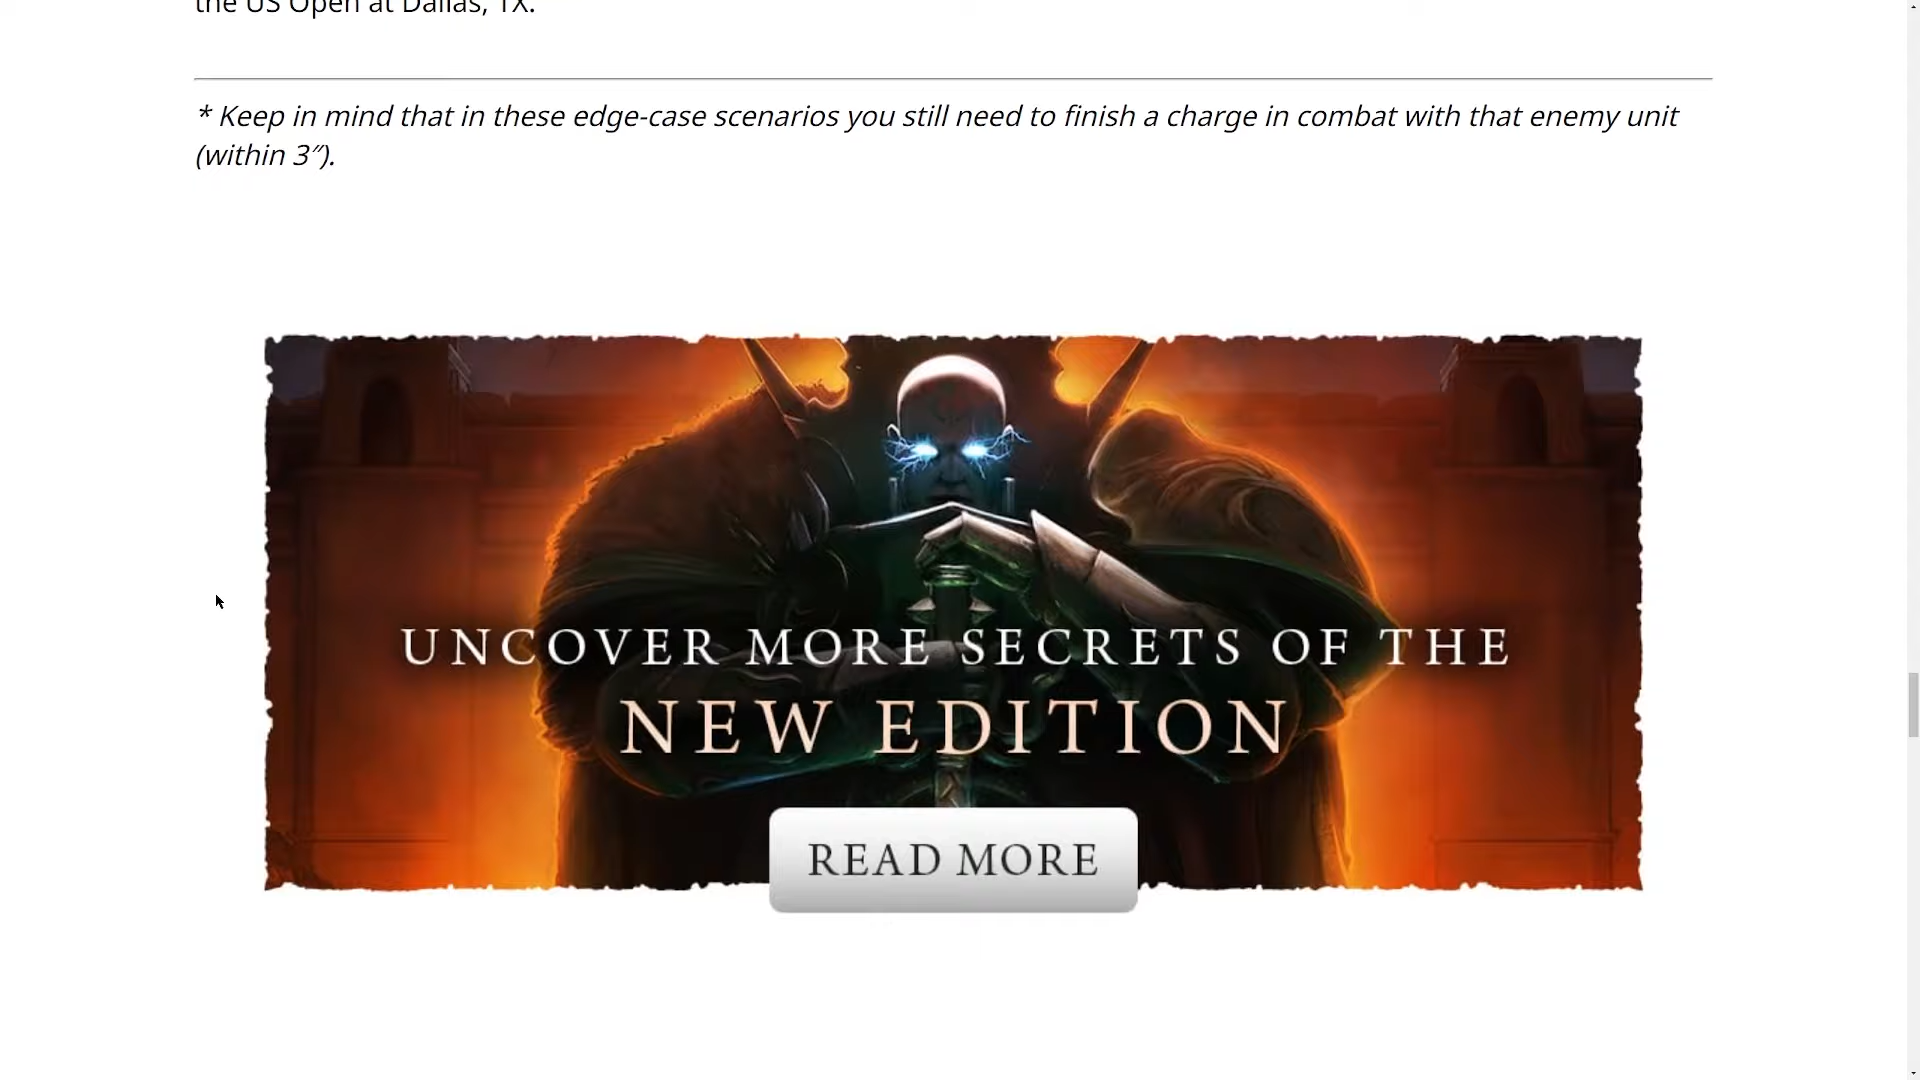 the US Open at Dallas, TX.
* Keep in mind that in these edge-case scenarios you still need to finish a charge in combat with that enemy unit
(within 3″).
UNCOVER MORE SECRETS OF THE
NEW EDITION
READ MORE